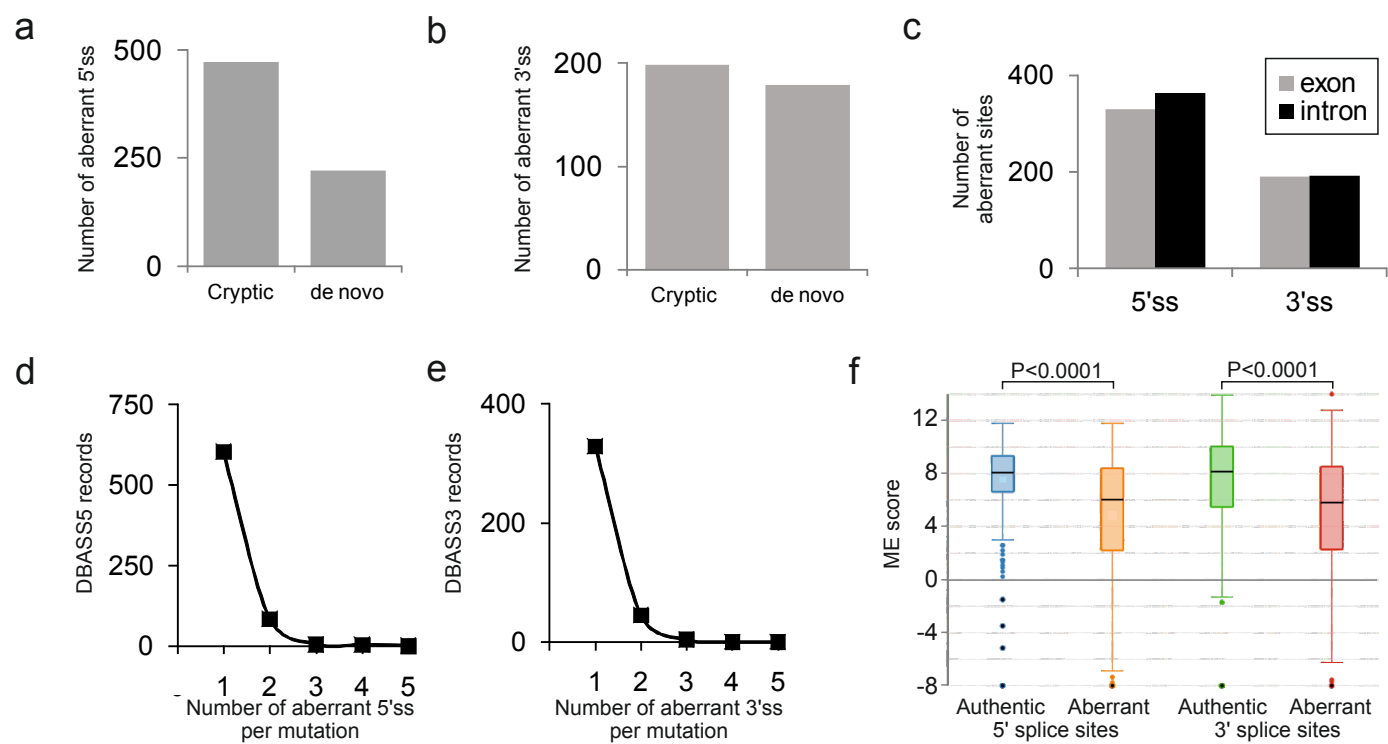 a
Number of aberrant 5'ss
500
250
0
Cryptic
de novo
b
Number of aberrant 3'ss
200
100
0
Cryptic
de novo
c
Number of
aberrant sites
400
200
0
exon
intron
5'ss
3'ss
d
DBASS5 records
750
500
250
0
1 2 3 4 5
Number of aberrant 5'ss
per mutation
e
DBASS3 records
400
200
0
1 2 3 4 5
Number of aberrant 3'ss
per mutation
f
P<0.0001
P<0.0001
ME score
12
8
4
0
-4
-8
Authentic Aberrant
5' splice sites
Authentic Aberrant
3' splice sites